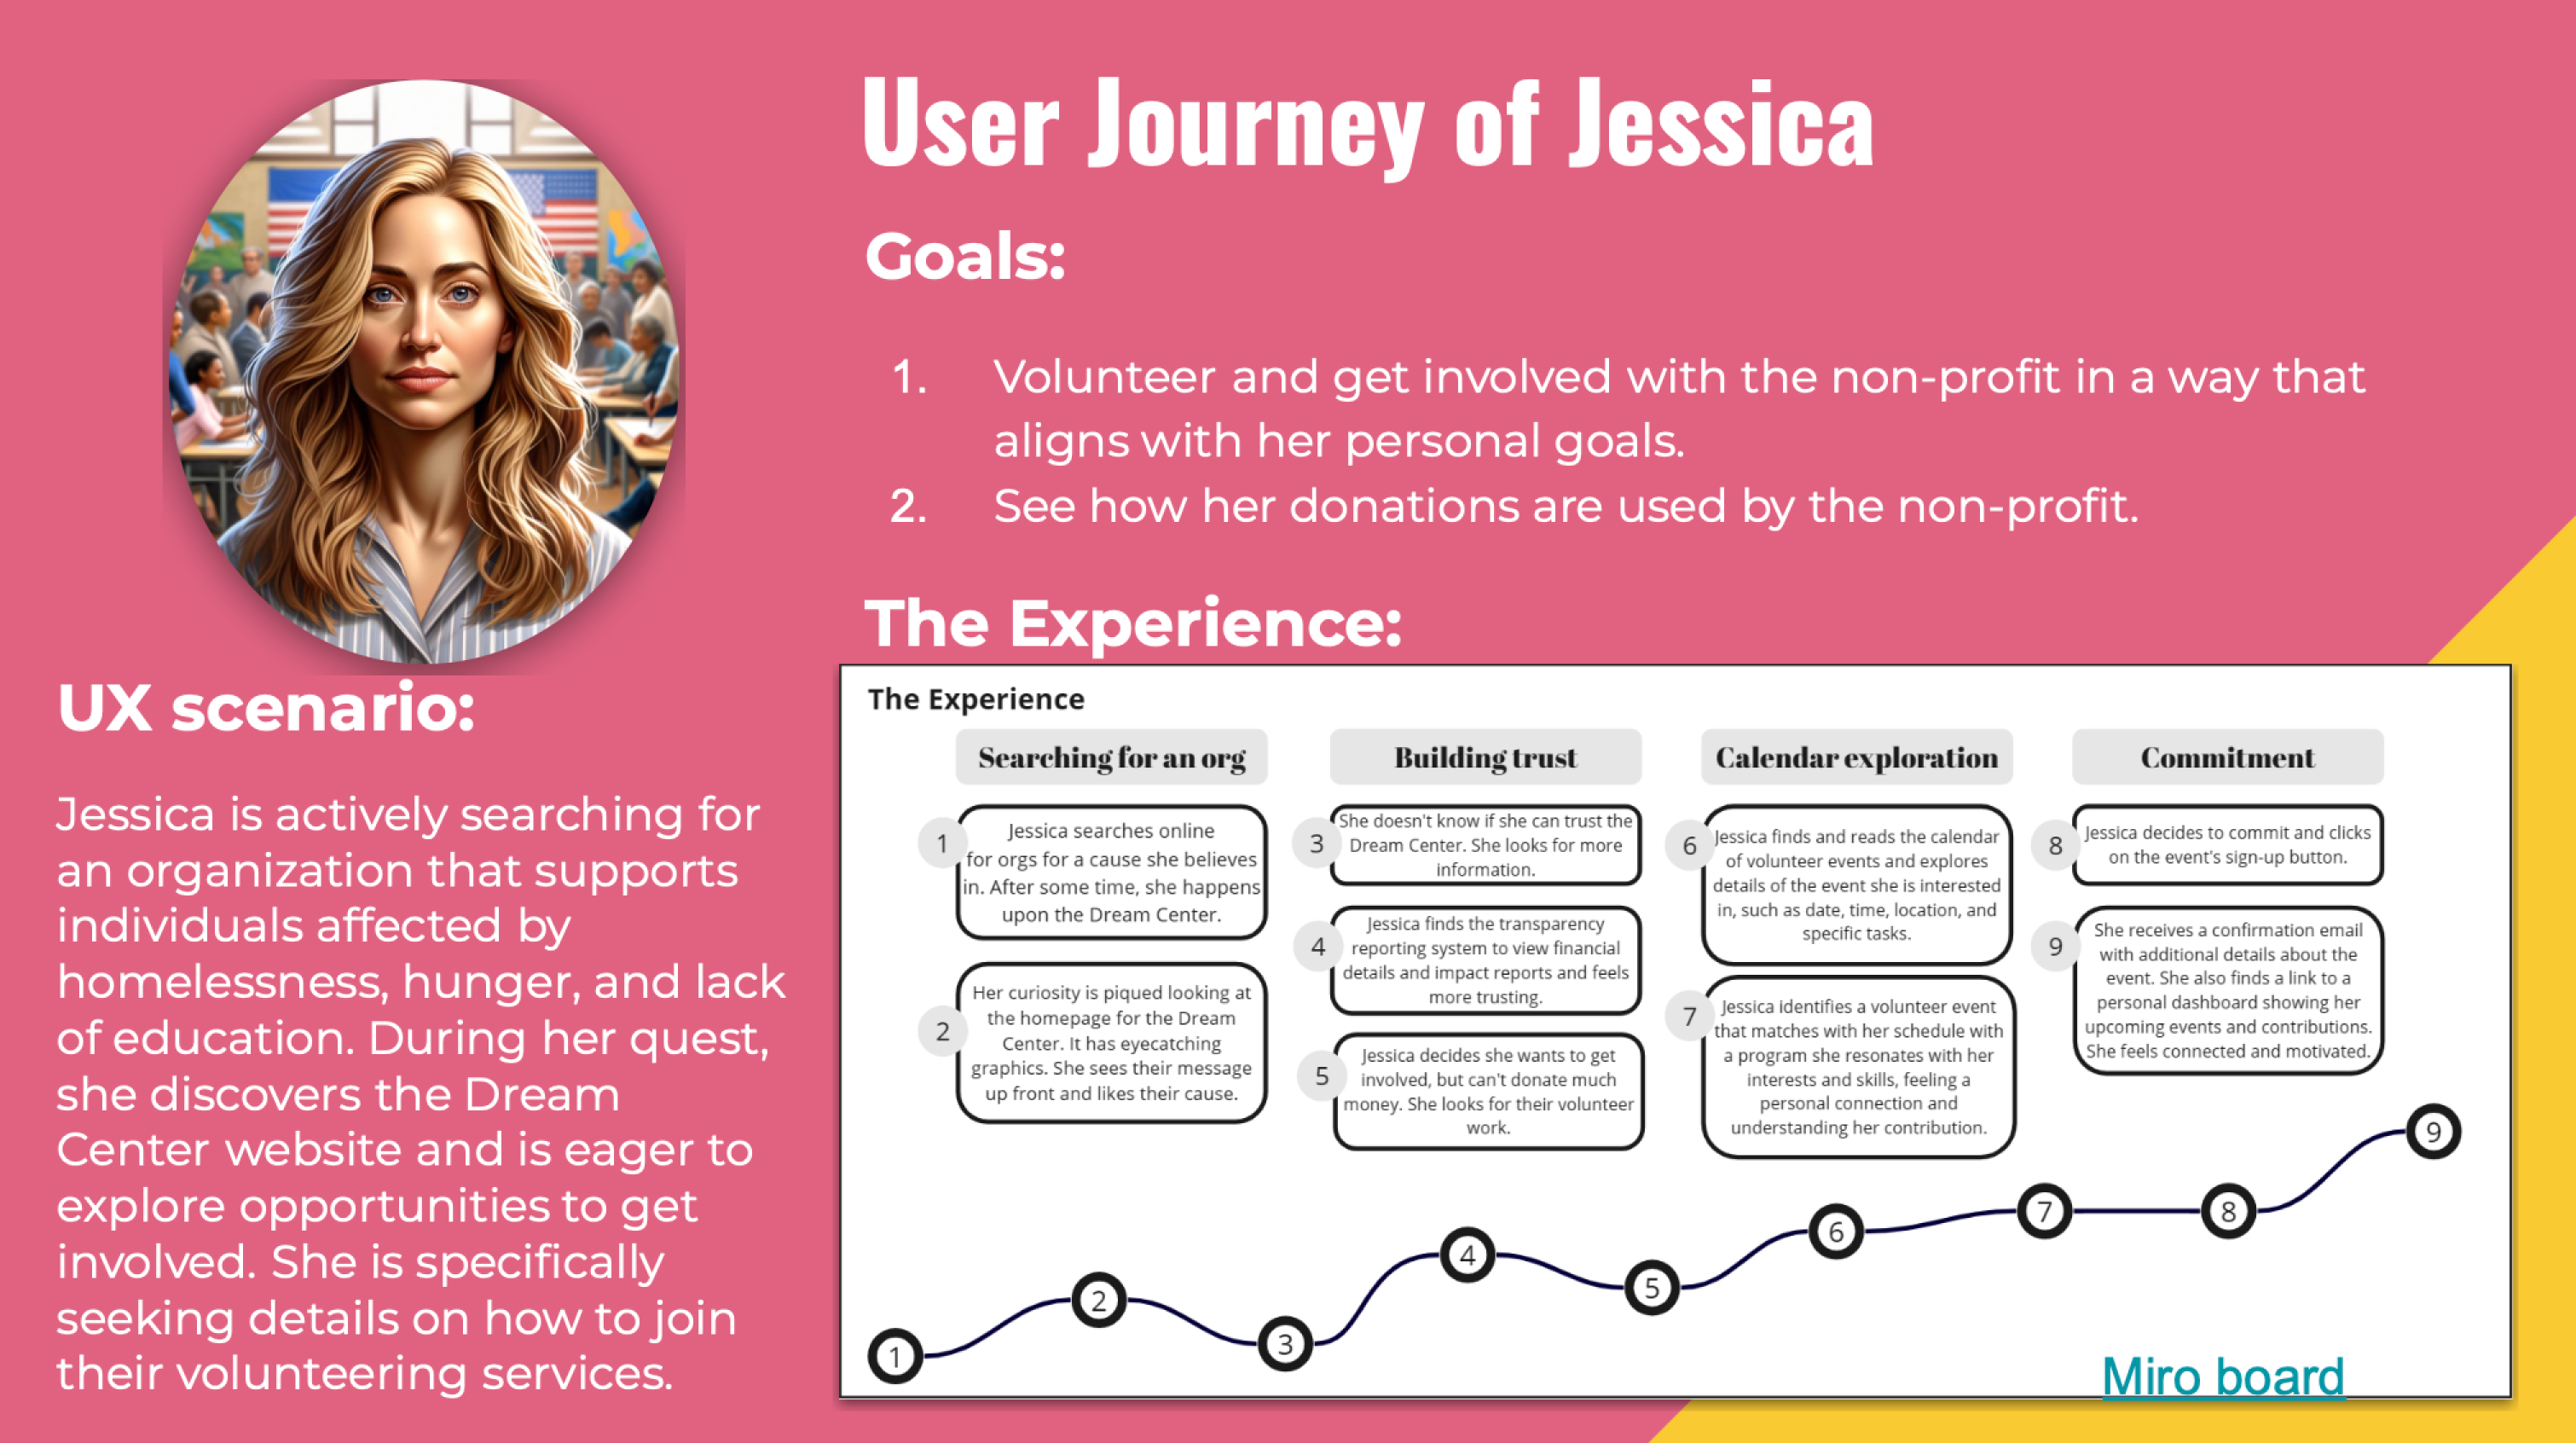 User Journey of Jessica
Goals:
1. Volunteer and get involved with the non-profit in a way that
aligns with her personal goals.
2. See how her donations are used by the non-profit.
UX scenario:
Jessica is actively searching for
an organization that supports
individuals affected by
homelessness, hunger, and lack
of education. During her quest,
she discovers the Dream
Center website and is eager to
explore opportunities to get
involved. She is specifically
seeking details on how to join
their volunteering services.
The Experience:
The Experience
Searching for an org
1
Jessica searches online
for orgs for a cause she believes
in. After some time, she happens
upon the Dream Center.
2
Her curiosity is piqued looking at
the homepage for the Dream
Center. It has eyecatching
graphics. She sees their message
up front and likes their cause.
Building trust
3
She doesn't know if she can trust the
Dream Center. She looks for more
information.
4
Jessica finds the transparency
reporting system to view financial
details and impact reports and feels
more trusting.
5
Jessica decides she wants to get
involved, but can't donate much
money. She looks for their volunteer
work.
Calendar exploration
6
Jessica finds and reads the calendar
of volunteer events and explores
details of the event she is interested
in, such as date, time, location, and
specific tasks.
7
Jessica identifies a volunteer event
that matches with her schedule with
a program she resonates with her
interests and skills, feeling a
personal connection and
understanding her contribution.
Commitment
8
Jessica decides to commit and clicks
on the event's sign-up button.
9
She receives a confirmation email
with additional details about the
event. She also finds a link to a
personal dashboard showing her
upcoming events and contributions.
She feels connected and motivated.
1
2
3
4
5
6
7
8
9
Miro board